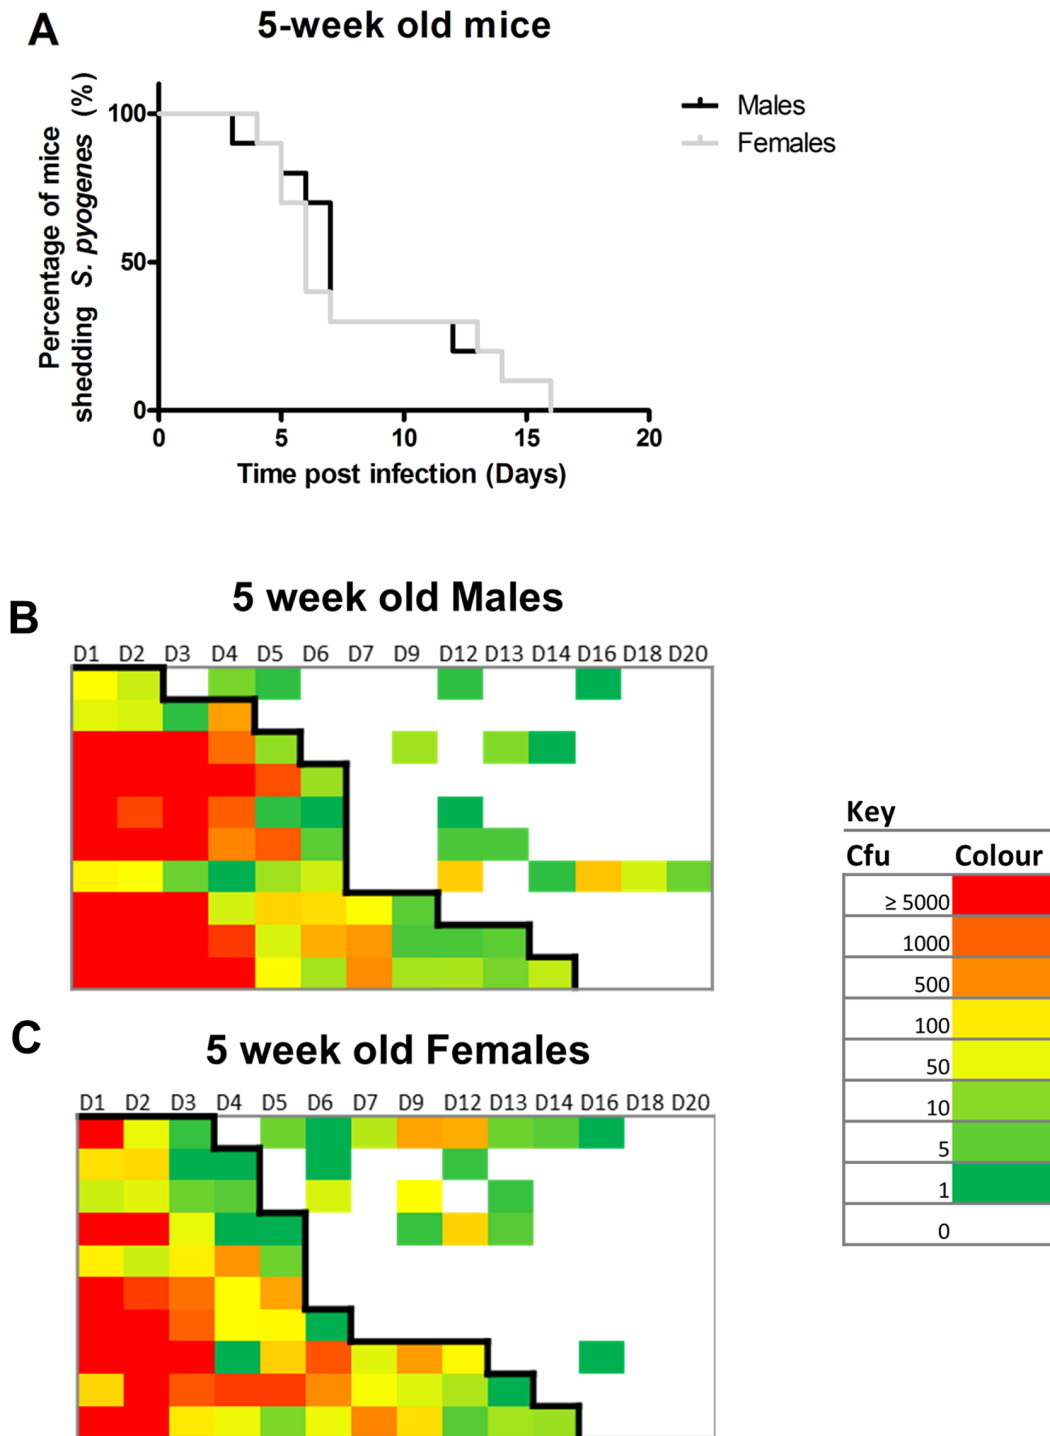 A
5-week old mice
Percentage of mice
shedding S. pyogenes (%)
100
50
0
0 5 10 15 20
Time post infection (Days)
Males
Females
B
5 week old Males
D1 D2 D3 D4 D5 D6 D7 D9 D12 D13 D14 D16 D18 D20
C
5 week old Females
D1 D2 D3 D4 D5 D6 D7 D9 D12 D13 D14 D16 D18 D20
Key
Cfu Colour
≥ 5000
1000
500
100
50
10
5
1
0